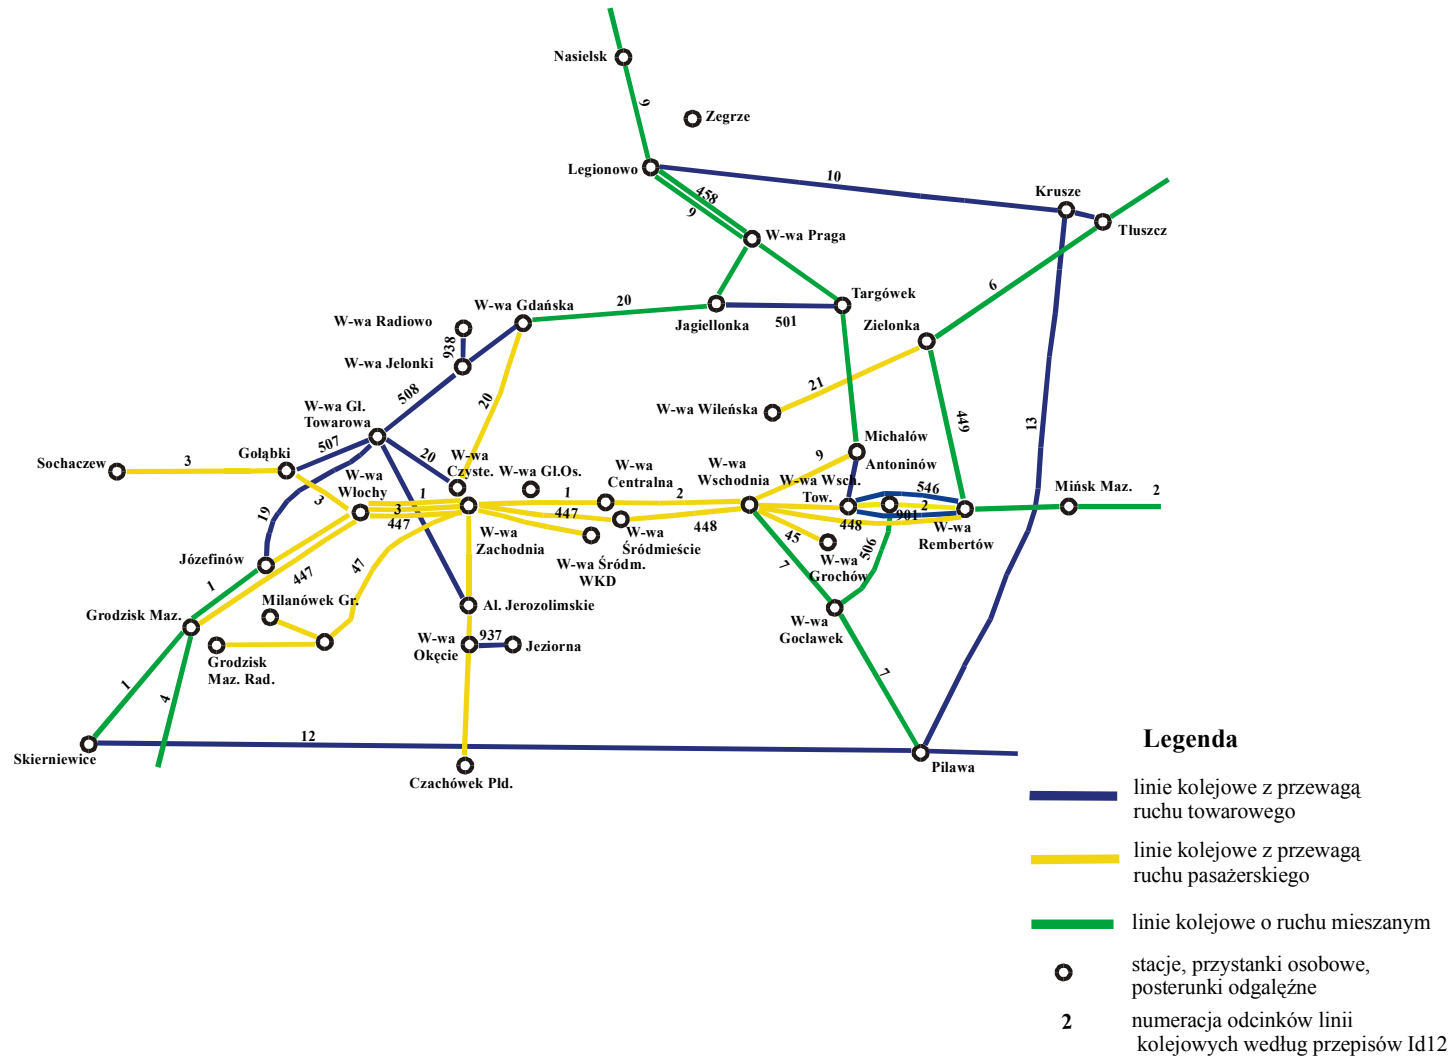 Nasielsk
9
Zegrze
Legionowo
10
458
9
Krusze
Tłuszcz
W-wa Praga
6
W-wa Gdańska
20
Targówek
W-wa Radiowo
Jagiellonka
501
Zielonka
938
W-wa Jelonki
508
20
21
W-wa Wileńska
W-wa Gł.
Towarowa
449
13
507
20
Michałów
Antoninów
Gołąbki
Sochaczew
3
W-wa
Czyste.
W-wa Gł.Os.
W-wa
Centralna
W-wa
Wschodnia
9
W-wa Wsch.
Tow.
W-wa
Włochy
3
1
3
447
1
2
546
2
901
Mińsk Maz.
2
19
447
448
448
W-wa
Rembertów
W-wa
Zachodnia
W-wa
Śródmieście
45
W-wa Śródm.
WKD
W-wa
Grochów
506
Józefinów
447
47
7
1
Milanówek Gr.
Grodzisk Maz.
Al. Jerozolimskie
W-wa
Gocławek
W-wa
Okęcie
937
Jeziorna
Grodzisk
Maz. Rad.
1
4
7
12
Skierniewice
Czachówek Płd.
Piława
Legenda
linie kolejowe z przewagą
ruchu towarowego
linie kolejowe z przewagą
ruchu pasażerskiego
linie kolejowe o ruchu mieszanym
stacje, przystanki osobowe,
posterunki odgałęźne
2
numeracja odcinków linii
kolejowych według przepisów Id12